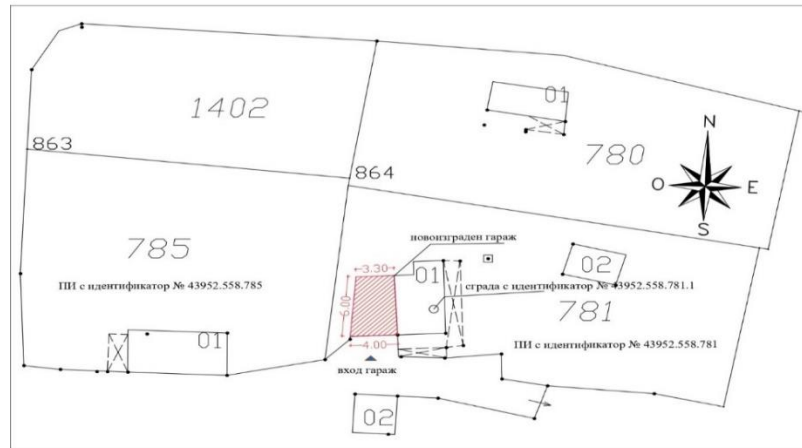 1402
01
780
863
864
N
O
E
S
785
новоизграден гараж
3.30
01
02
ПИ с идентификатор № 43952.558.785
сграда с идентификатор № 43952.558.781.1
6.00
781
01
4.00
ПИ с идентификатор № 43952.558.781
вход гараж
02